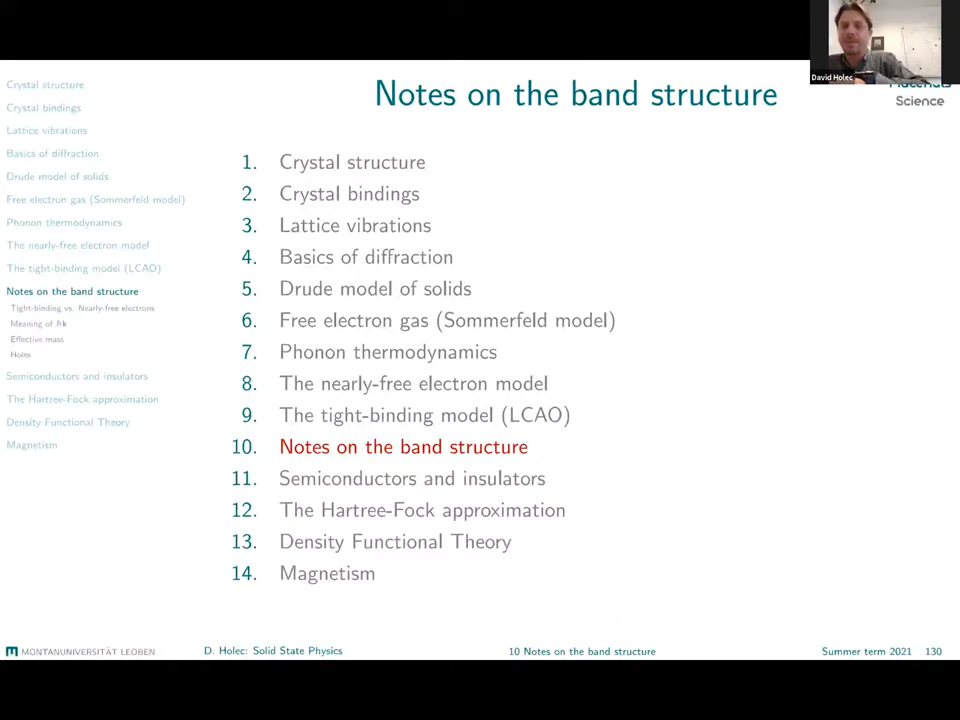 David Holec
Materials
Science
Notes on the band structure
Crystal structure
Crystal bindings
Lattice vibrations
Basics of diffraction
Drude model of solids
Free electron gas (Sommerfeld model)
Phonon thermodynamics
The nearly-free electron model
The tight-binding model (LCAO)
Notes on the band structure
Tight-binding vs. Nearly-free electrons
Meaning of ℏk
Effective mass
Holes
Semiconductors and insulators
The Hartree-Fock approximation
Density Functional Theory
Magnetism
1. Crystal structure
2. Crystal bindings
3. Lattice vibrations
4. Basics of diffraction
5. Drude model of solids
6. Free electron gas (Sommerfeld model)
7. Phonon thermodynamics
8. The nearly-free electron model
9. The tight-binding model (LCAO)
10. Notes on the band structure
11. Semiconductors and insulators
12. The Hartree-Fock approximation
13. Density Functional Theory
14. Magnetism
MONTANUNIVERSITÄT LEOBEN D. Holec: Solid State Physics 10 Notes on the band structure Summer term 2021 130